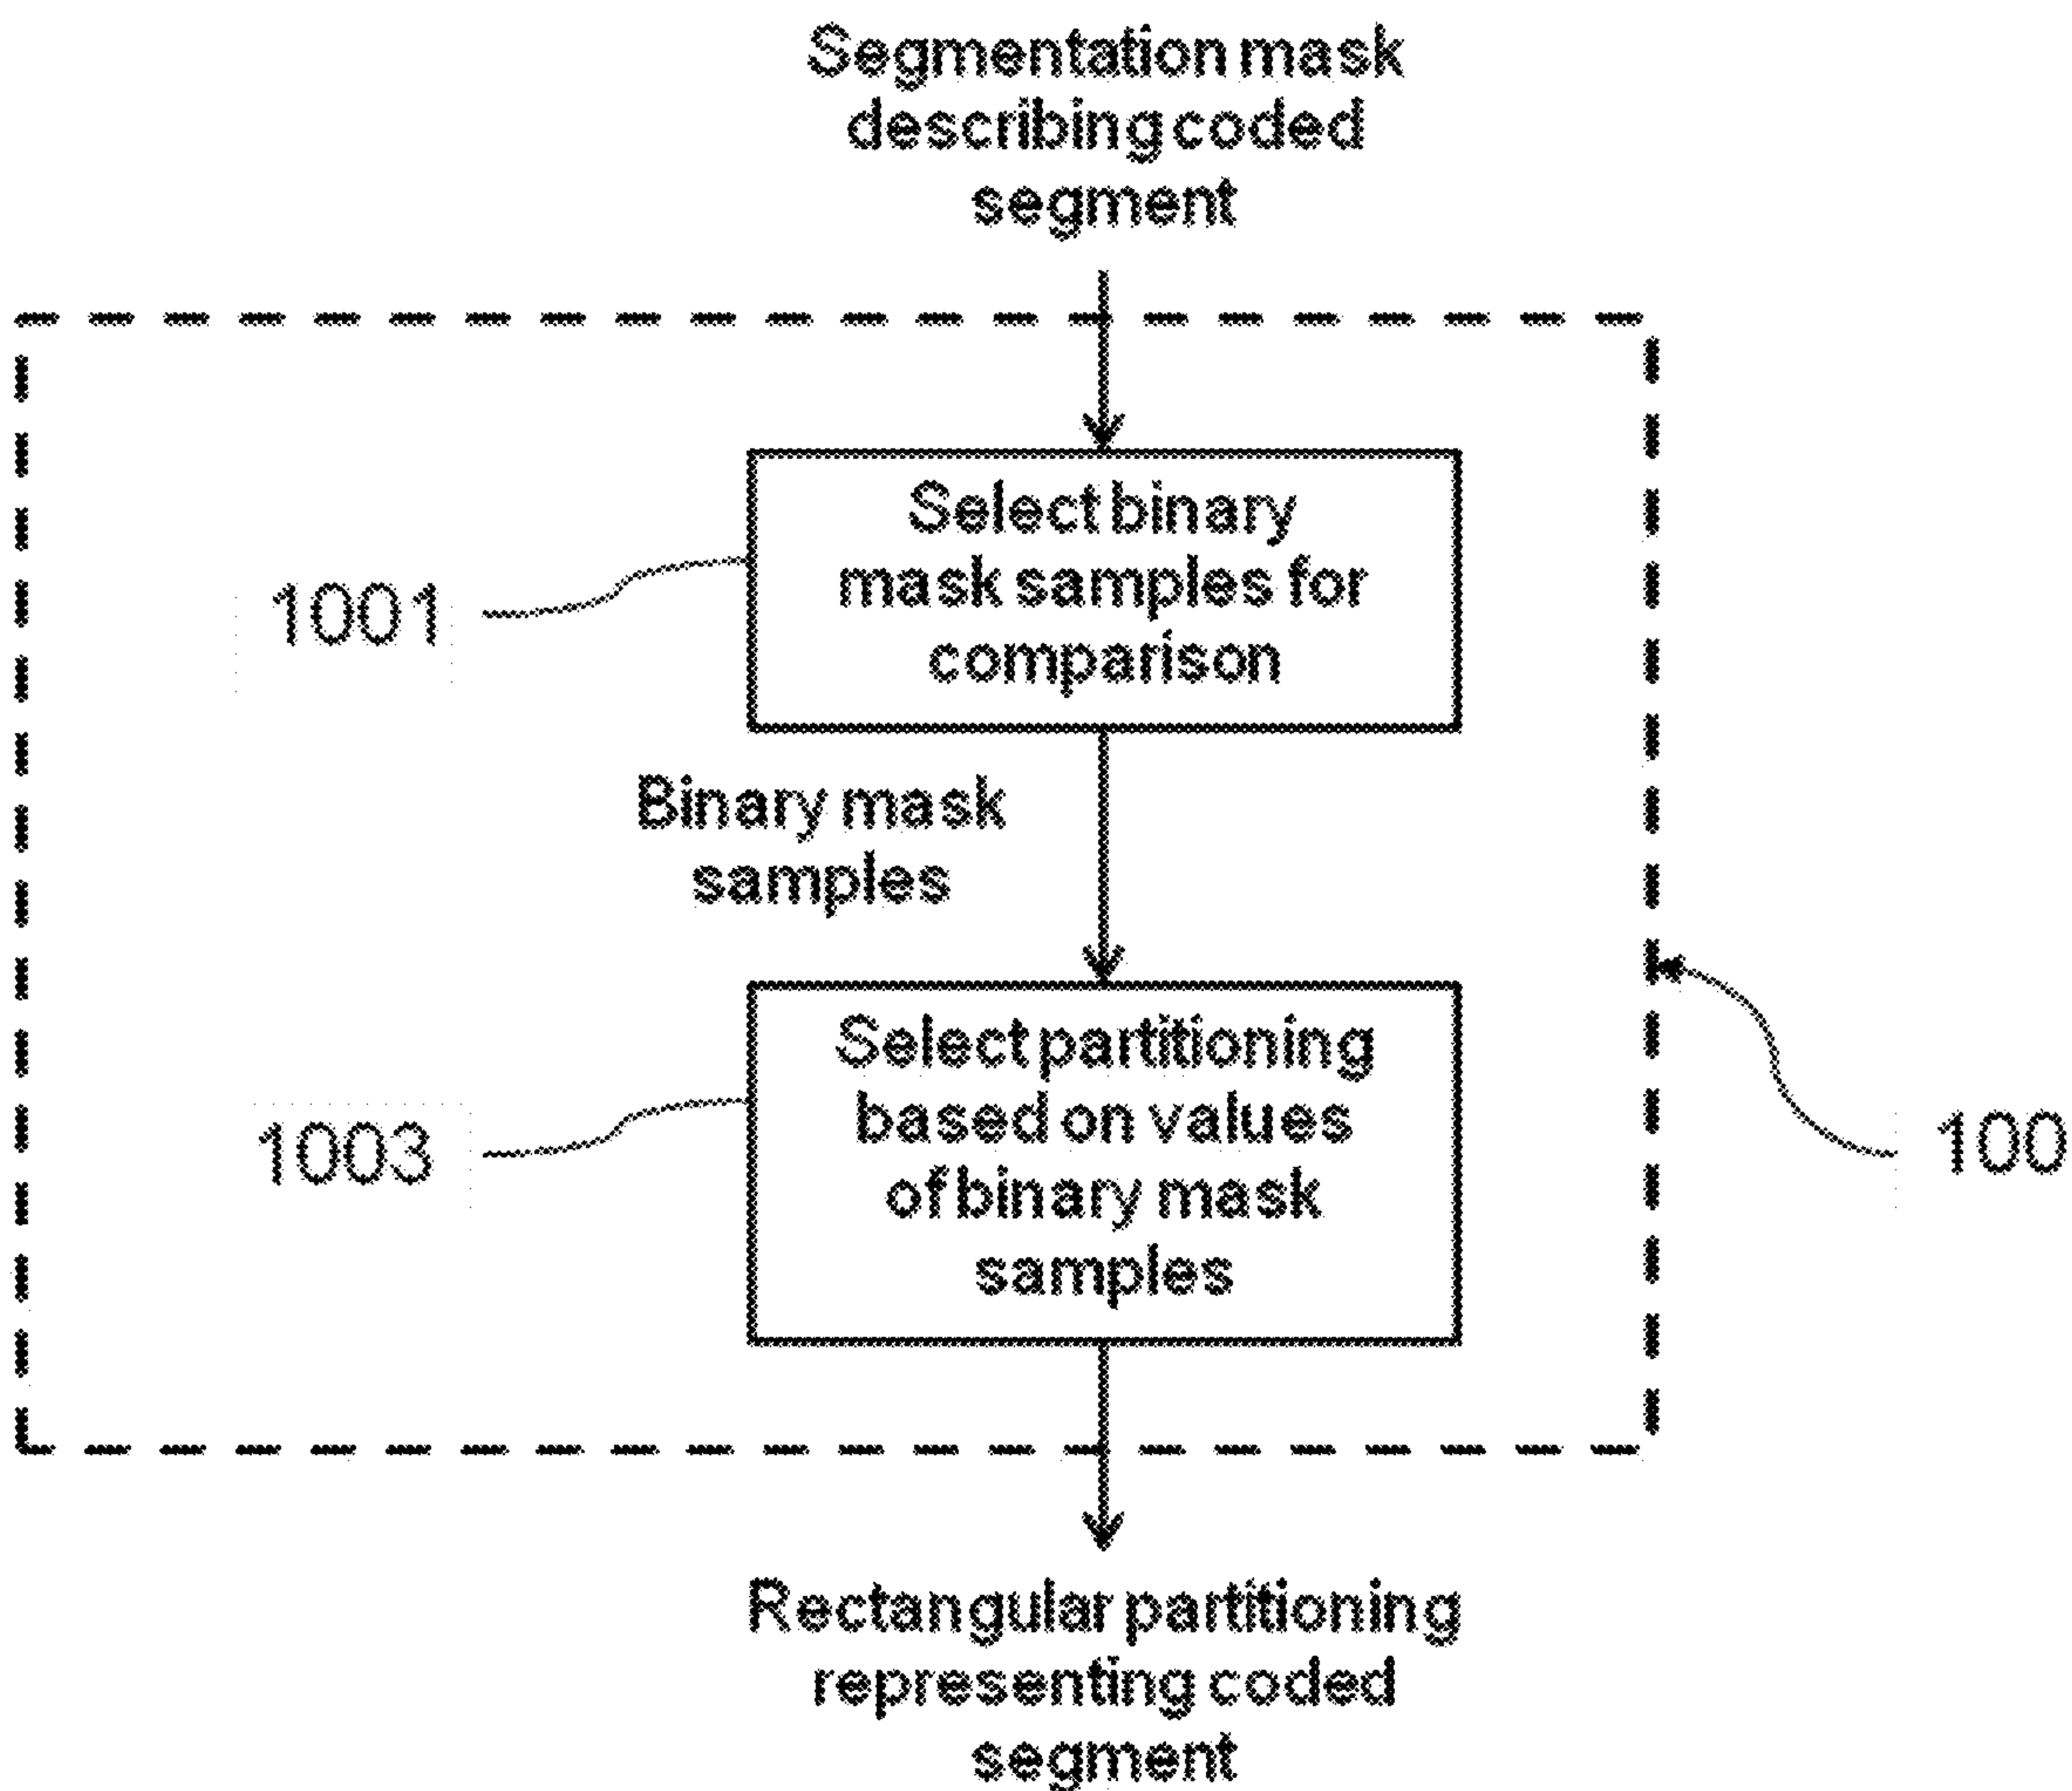 Segmentation mask
describing coded
segment
Select binary
mask samples for
comparison
1001
Binary mask
samples
Select partitioning
based on values
of binary mask
samples
1003
100
Rectangular partitioning
representing coded
segment